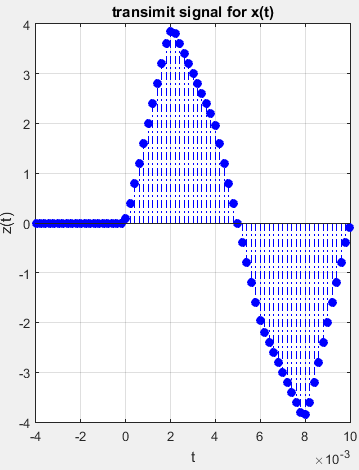 transimit signal for x(t)
4
3
2
1
0
-1
-2
-3
-4
z(t)
-4 -2 0 2 4 6 8 10
t
×10⁻³